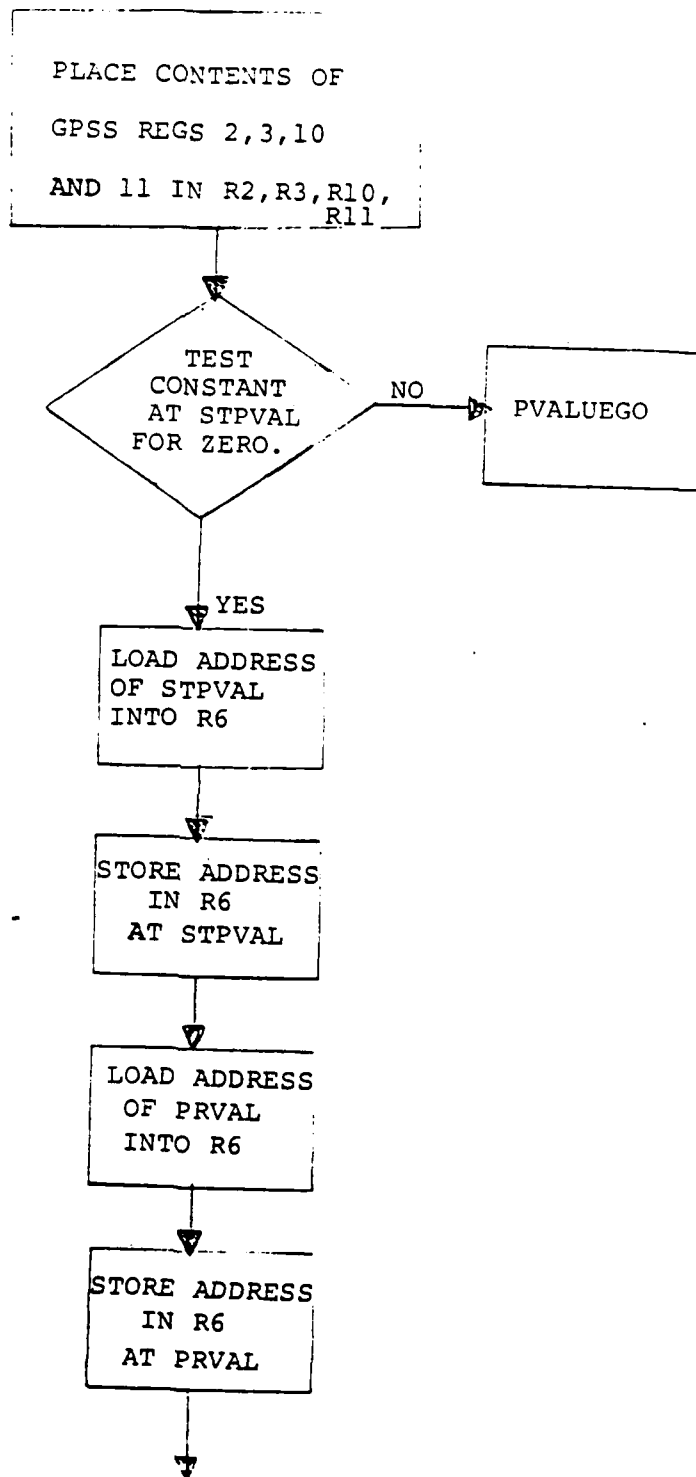 PLACE CONTENTS OF
GPSS REGS 2,3,10
AND 11 IN R2,R3,R10,
R11
TEST
CONSTANT
AT STPVAL
FOR ZERO.
NO
PVALUEGO
YES
LOAD ADDRESS
OF STPVAL
INTO R6
STORE ADDRESS
IN R6
AT STPVAL
LOAD ADDRESS
OF PRVAL
INTO R6
STORE ADDRESS
IN R6
AT PRVAL